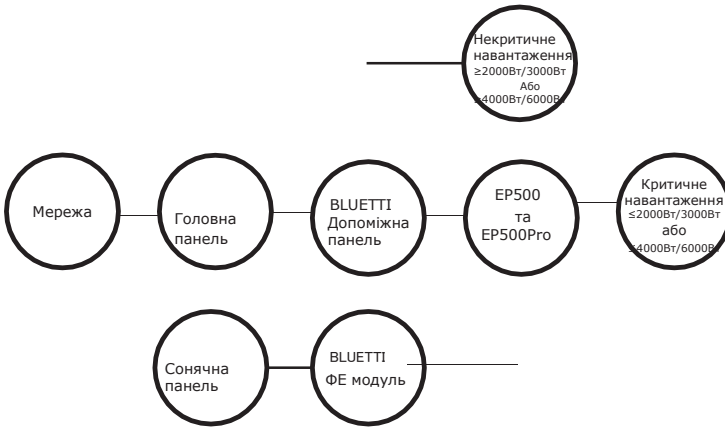 Некритичне
навантаження
≥2000Вт/3000Вт
Або
≥4000Вт/6000Вт
Мережа
Головна
панель
BLUETTI
Допоміжна
панель
EP500
та
EP500Pro
Критичне
навантаження
≤2000Вт/3000Вт
або
≤4000Вт/6000Вт
Сонячна
панель
BLUETTI
ФЕ модуль